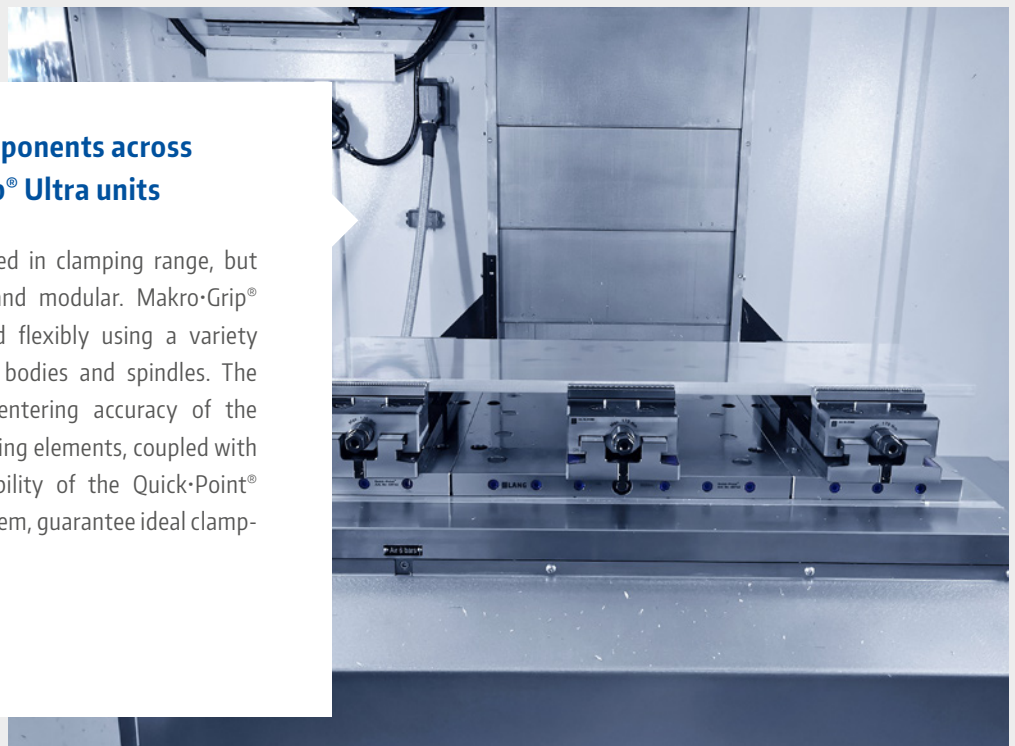 ponents across
® Ultra units
ed in clamping range, but
and modular. Makro•Grip®
flexibly using a variety
bodies and spindles. The
entering accuracy of the
ing elements, coupled with
bility of the Quick•Point®
em, guarantee ideal clamp-
LANG
Air 6 bars